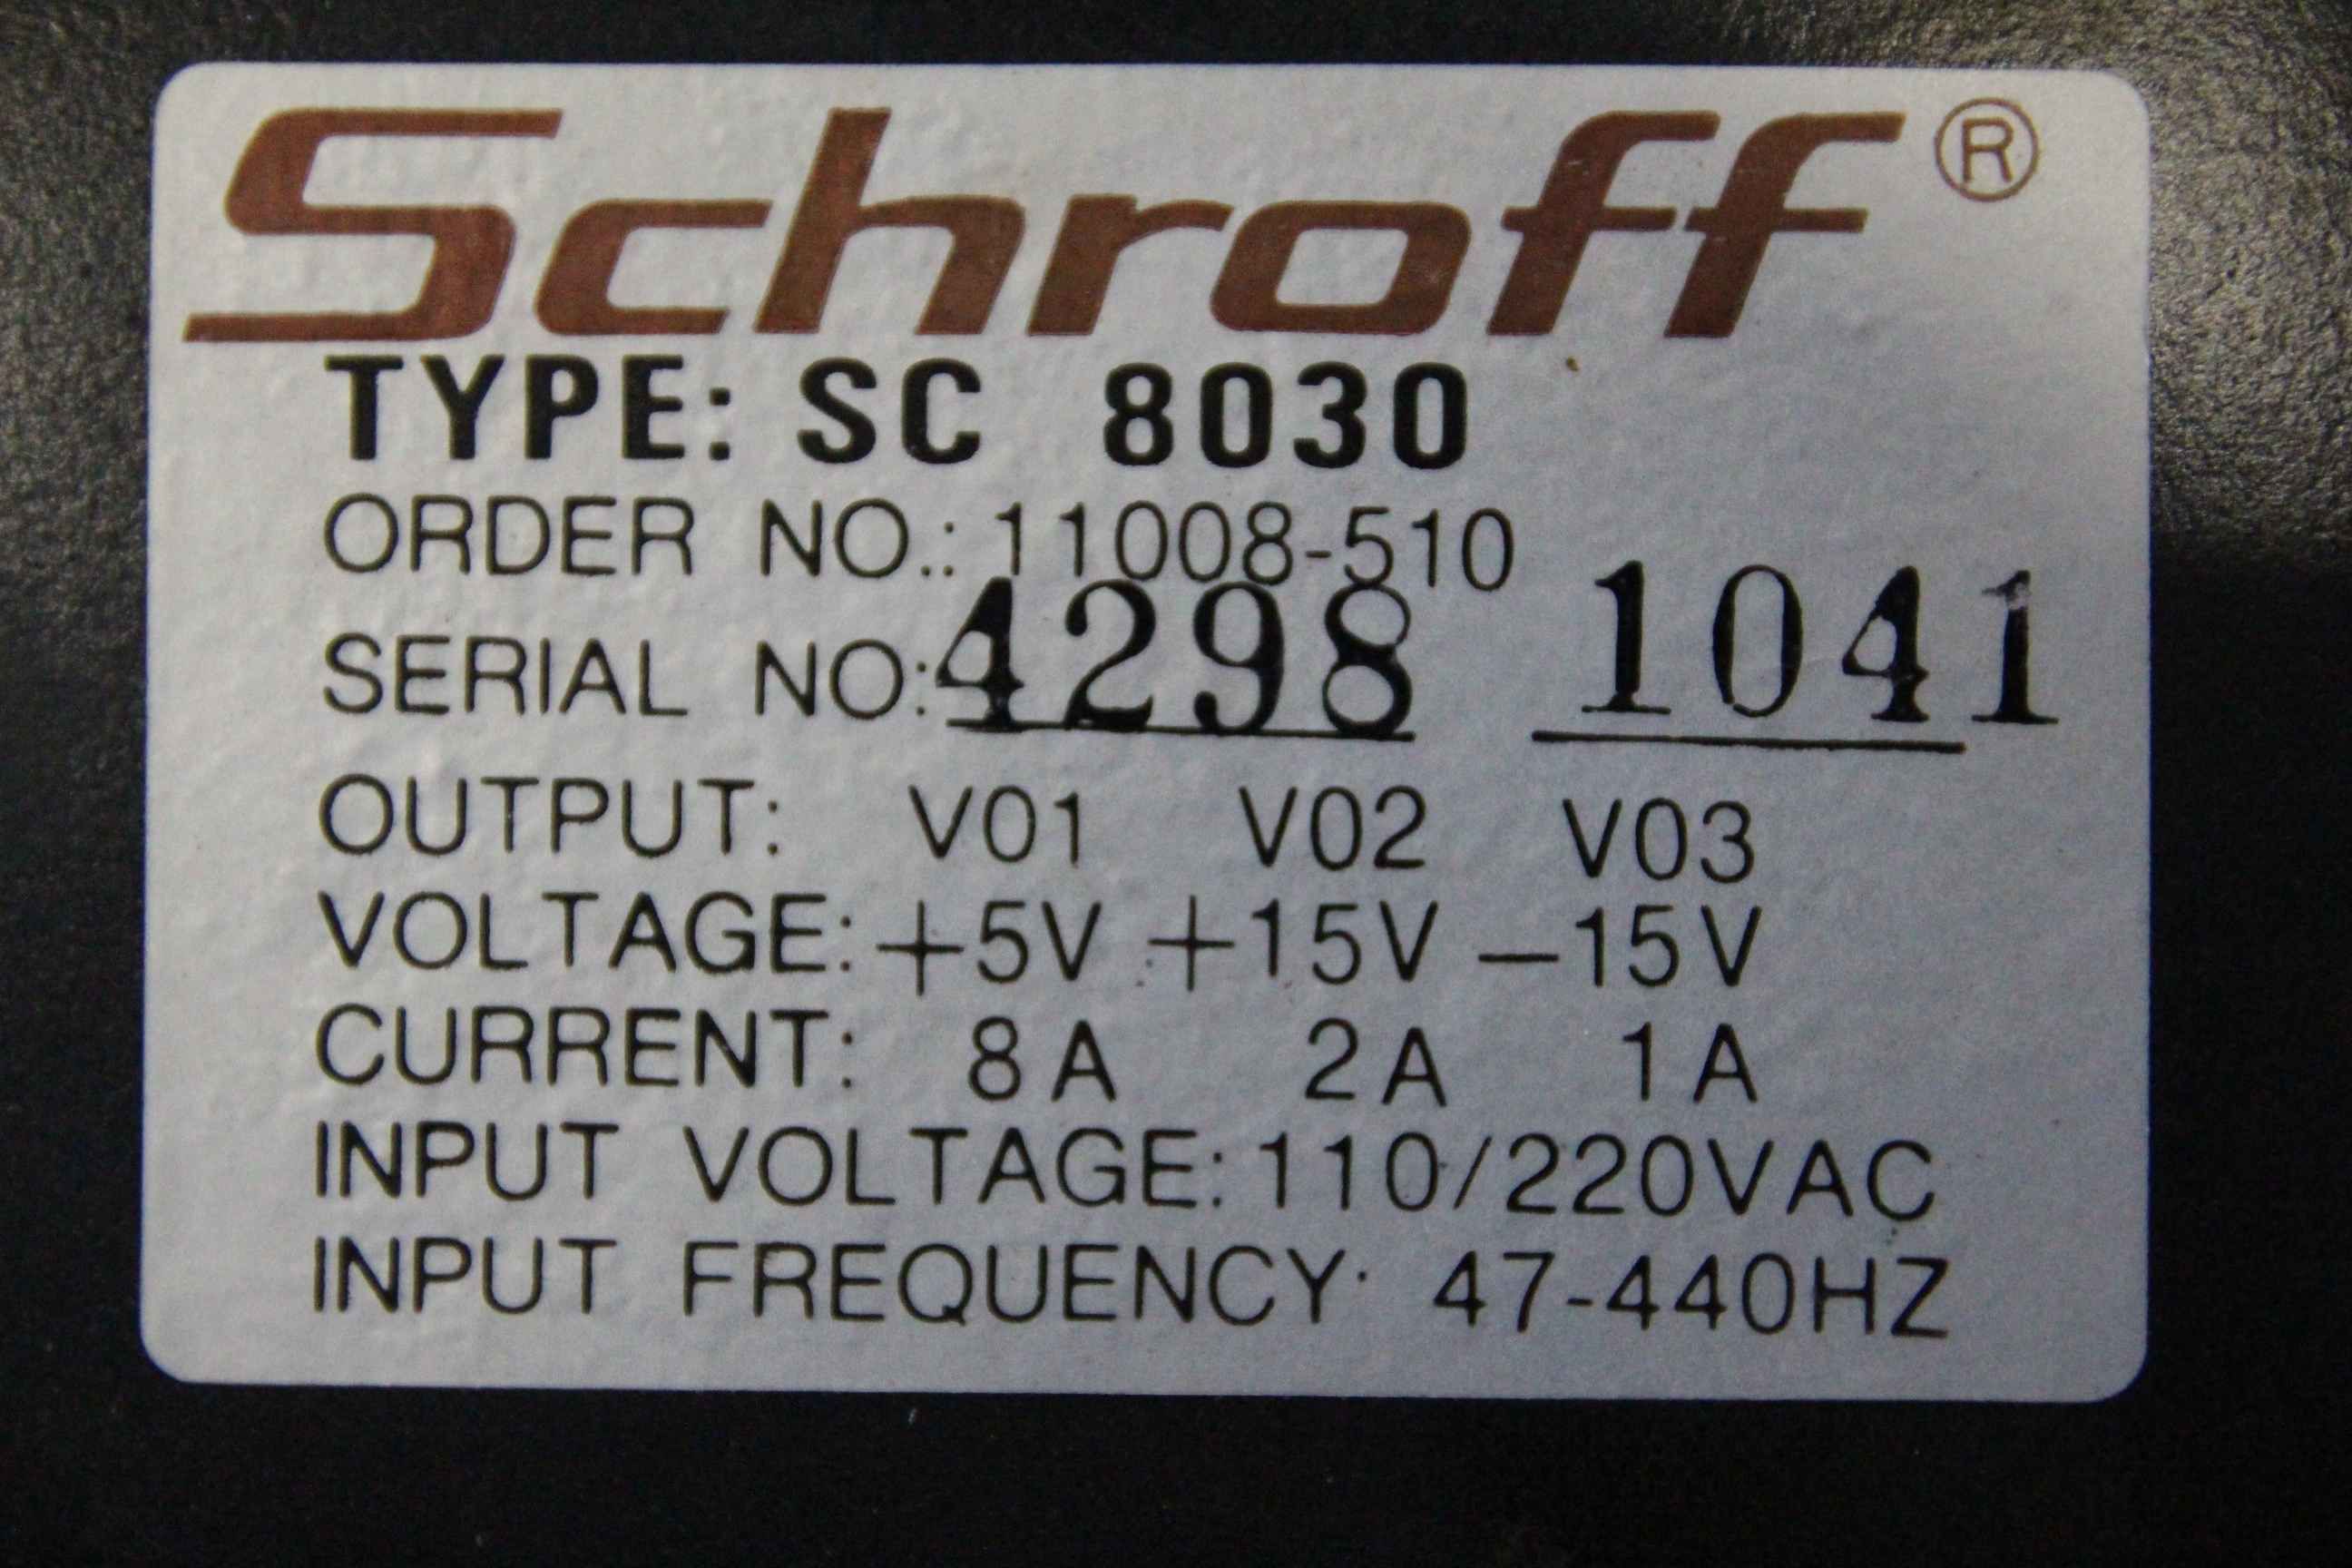 Schroff ®
TYPE: SC 8030
ORDER NO.: 11008-510
SERIAL NO: 4298 1041
OUTPUT: V01 V02 V03
VOLTAGE: +5V +15V -15V
CURRENT: 8A 2A 1A
INPUT VOLTAGE: 110/220VAC
INPUT FREQUENCY: 47-440HZ